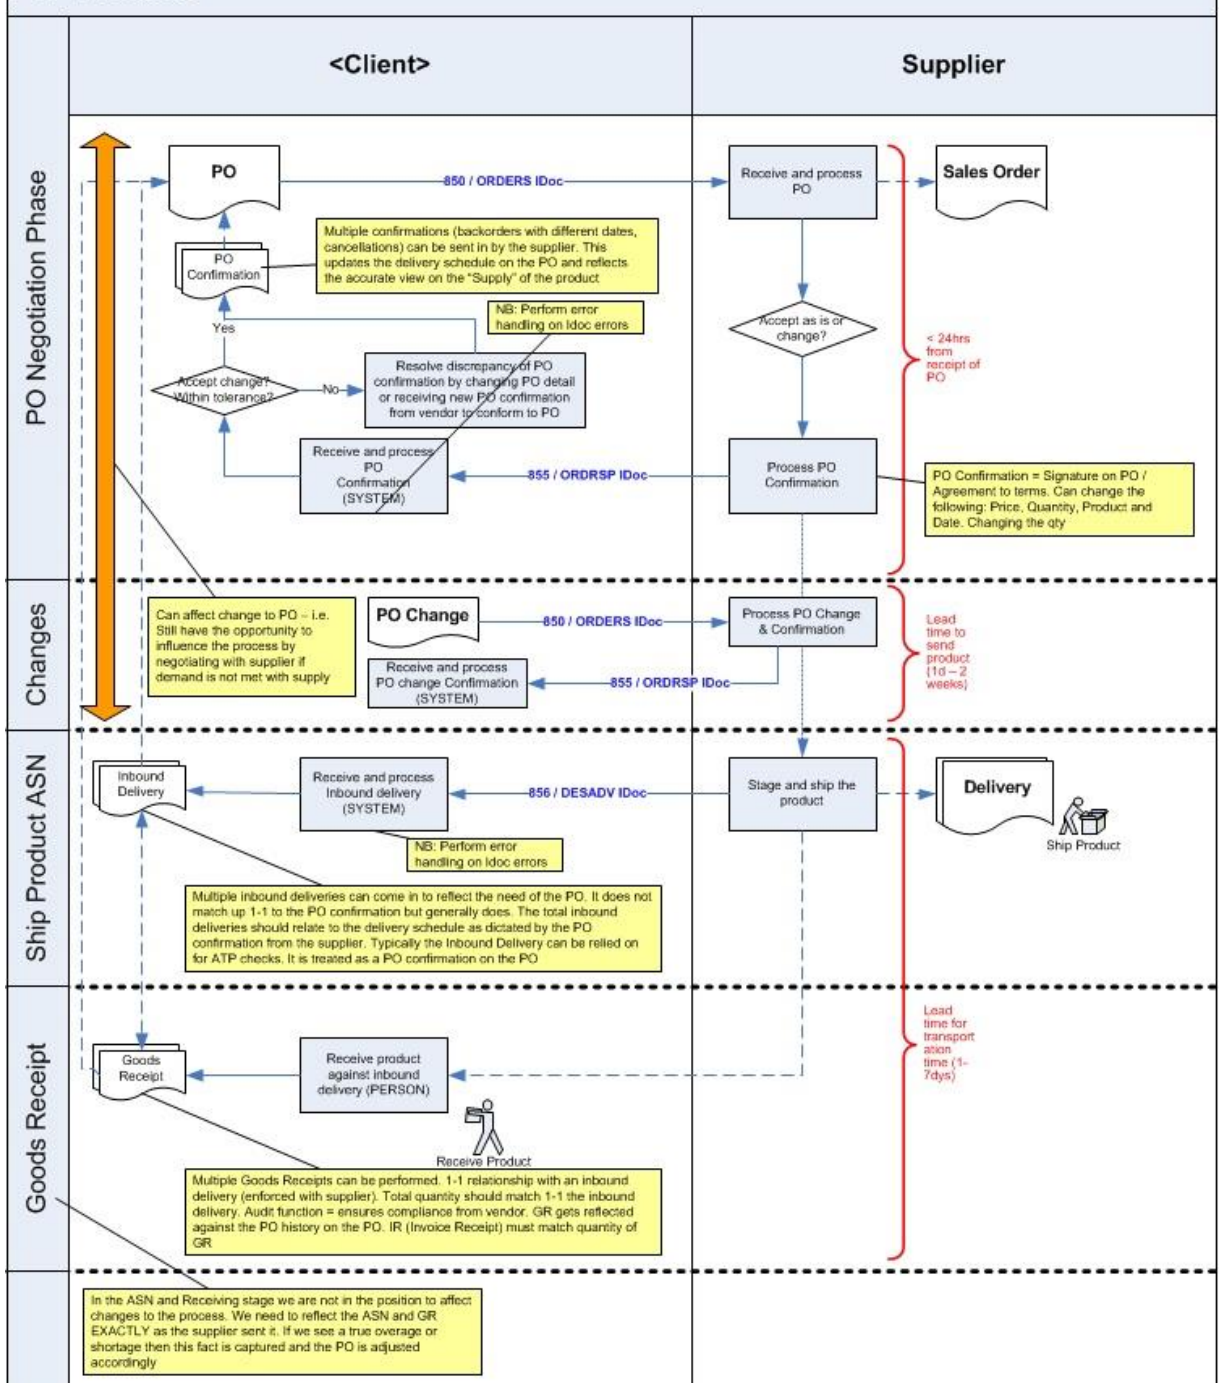 <Client>
Supplier
PO Negotiation Phase
PO
850 / ORDERS IDoc
Receive and process
PO
Sales Order
PO
Confirmation
Multiple confirmations (backorders with different dates,
cancellations) can be sent in by the supplier. This
updates the delivery schedule on the PO and reflects
the accurate view on the “Supply” of the product
NB: Perform error
handling on Idoc errors
Yes
Accept as is or
change?
< 24hrs
from
receipt of
PO
Accept change?
Within tolerance?
No
Resolve discrepancy of PO
confirmation by changing PO detail
or receiving new PO confirmation
from vendor to conform to PO
Receive and process
PO
Confirmation
(SYSTEM)
855 / ORDRSP IDoc
Process PO
Confirmation
PO Confirmation = Signature on PO /
Agreement to terms. Can change the
following: Price, Quantity, Product and
Date. Changing the qty
Changes
Can affect change to PO – i.e.
Still have the opportunity to
influence the process by
negotiating with supplier if
demand is not met with supply
PO Change
850 / ORDERS IDoc
Process PO Change
& Confirmation
Receive and process
PO change Confirmation
(SYSTEM)
855 / ORDRSP IDoc
Lead
time to
send
product
(1d – 2
weeks)
Ship Product ASN
Inbound
Delivery
Receive and process
Inbound delivery
(SYSTEM)
856 / DESADV IDoc
Stage and ship the
product
Delivery
Ship Product
NB: Perform error
handling on Idoc errors
Multiple inbound deliveries can come in to reflect the need of the PO. It does not
match up 1-1 to the PO confirmation but generally does. The total inbound
deliveries should relate to the delivery schedule as dictated by the PO
confirmation from the supplier. Typically the Inbound Delivery can be relied on
for ATP checks. It is treated as a PO confirmation on the PO
Goods Receipt
Goods
Receipt
Receive product
against inbound
delivery (PERSON)
Receive Product
Lead
time for
transport
ation
time (1-
7dys)
Multiple Goods Receipts can be performed. 1-1 relationship with an inbound
delivery (enforced with supplier). Total quantity should match 1-1 the inbound
delivery. Audit function = ensures compliance from vendor. GR gets reflected
against the PO history on the PO. IR (Invoice Receipt) must match quantity of
GR
In the ASN and Receiving stage we are not in the position to affect
changes to the process. We need to reflect the ASN and GR
EXACTLY as the supplier sent it. If we see a true overage or
shortage then this fact is captured and the PO is adjusted
accordingly